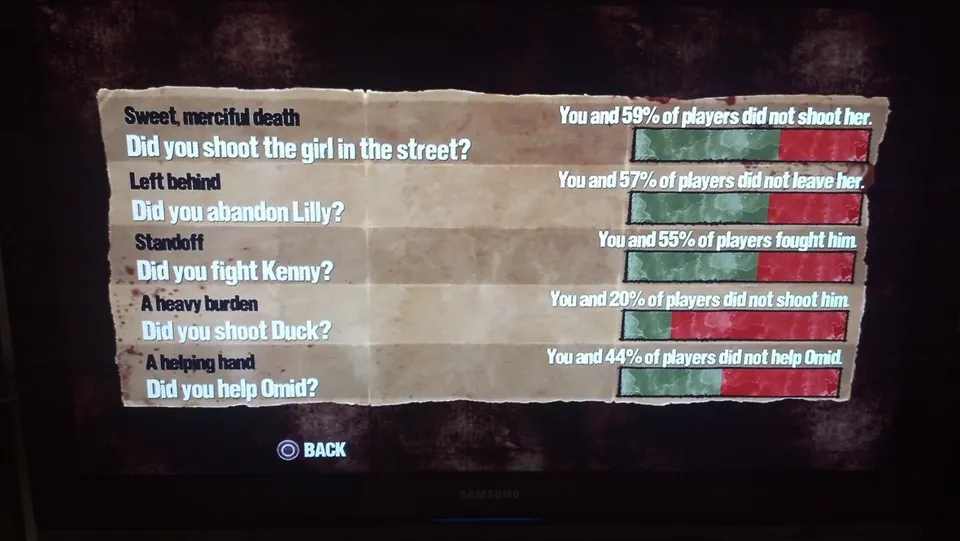 Sweet, merciful death
You and 59% of players did not shoot her.
Did you shoot the girl in the street?
Left behind
You and 57% of players did not leave her.
Did you abandon Lilly?
Standoff
You and 55% of players fought him.
Did you fight Kenny?
A heavy burden
You and 20% of players did not shoot him.
Did you shoot Duck?
A helping hand
You and 44% of players did not help Omid.
Did you help Omid?
BACK
SAMSUNG